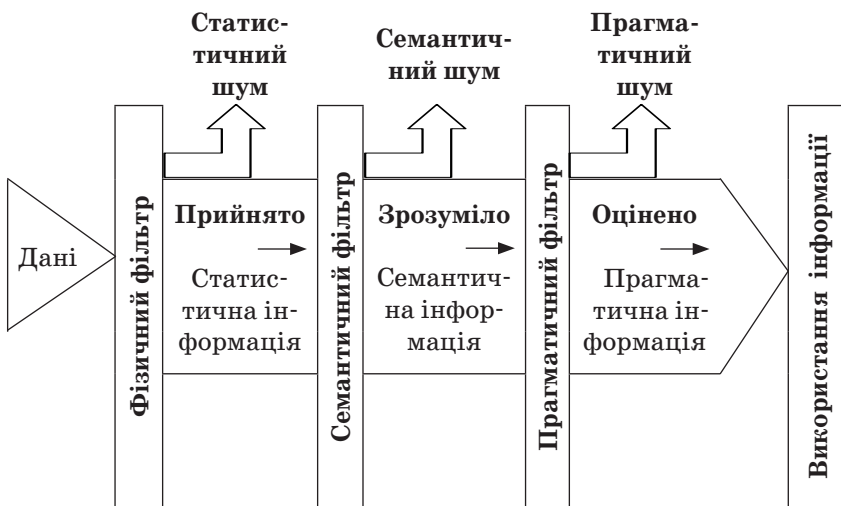 Статис-
тичний
шум
Семантич-
ний шум
Прагма-
тичний
шум
Дані
Фізичний фільтр
Прийнято
Статис-
тична ін-
формація
Семантичний фільтр
Зрозуміло
Семантич-
на інфор-
мація
Прагматичний фільтр
Оцінено
Прагма-
тична ін-
формація
Використання інформації